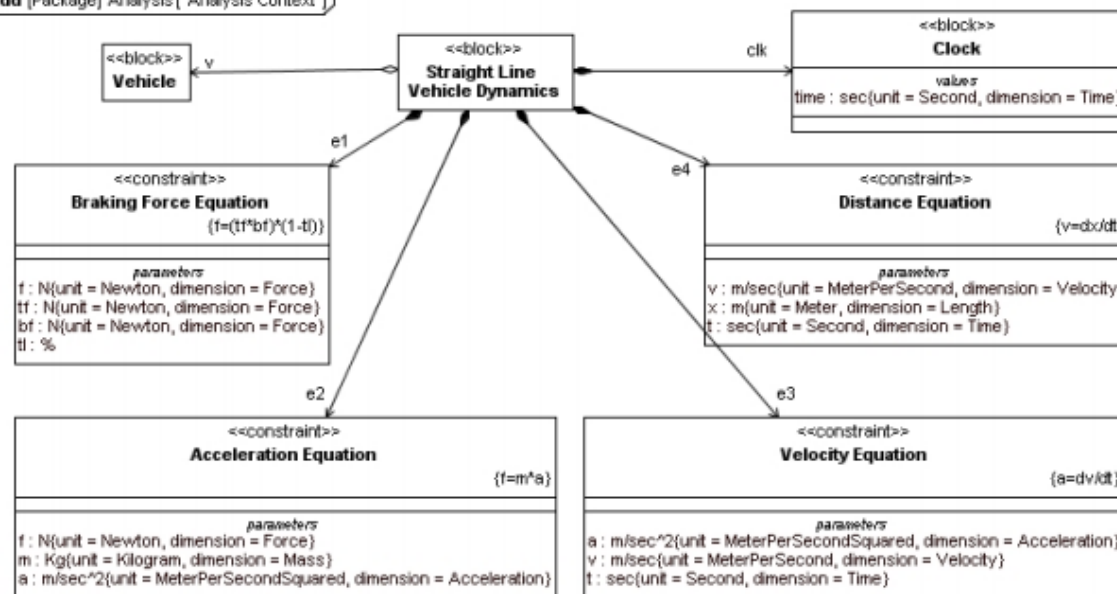 [Package] Analysis [ Analysis Context ]
<<block>>
Vehicle
v
<<block>>
Straight Line
Vehicle Dynamics
clk
<<block>>
Clock
values
time : sec{unit = Second, dimension = Time}
e1
e4
<<constraint>>
Braking Force Equation
{f=(tf*bf)*(1-tl)}
parameters
f : N{unit = Newton, dimension = Force}
tf : N{unit = Newton, dimension = Force}
bf : N{unit = Newton, dimension = Force}
tl : %
<<constraint>>
Distance Equation
{v=dx/dt
parameters
v : m/sec{unit = MeterPerSecond, dimension = Velocity
x : m{unit = Meter, dimension = Length}
t : sec{unit = Second, dimension = Time}
e2
e3
<<constraint>>
Acceleration Equation
{f=m*a}
parameters
f : N{unit = Newton, dimension = Force}
m : Kg{unit = Kilogram, dimension = Mass}
a : m/sec^2{unit = MeterPerSecondSquared, dimension = Acceleration}
<<constraint>>
Velocity Equation
{a=dv/dt}
parameters
a : m/sec^2{unit = MeterPerSecondSquared, dimension = Acceleration}
v : m/sec{unit = MeterPerSecond, dimension = Velocity}
t : sec{unit = Second, dimension = Time}